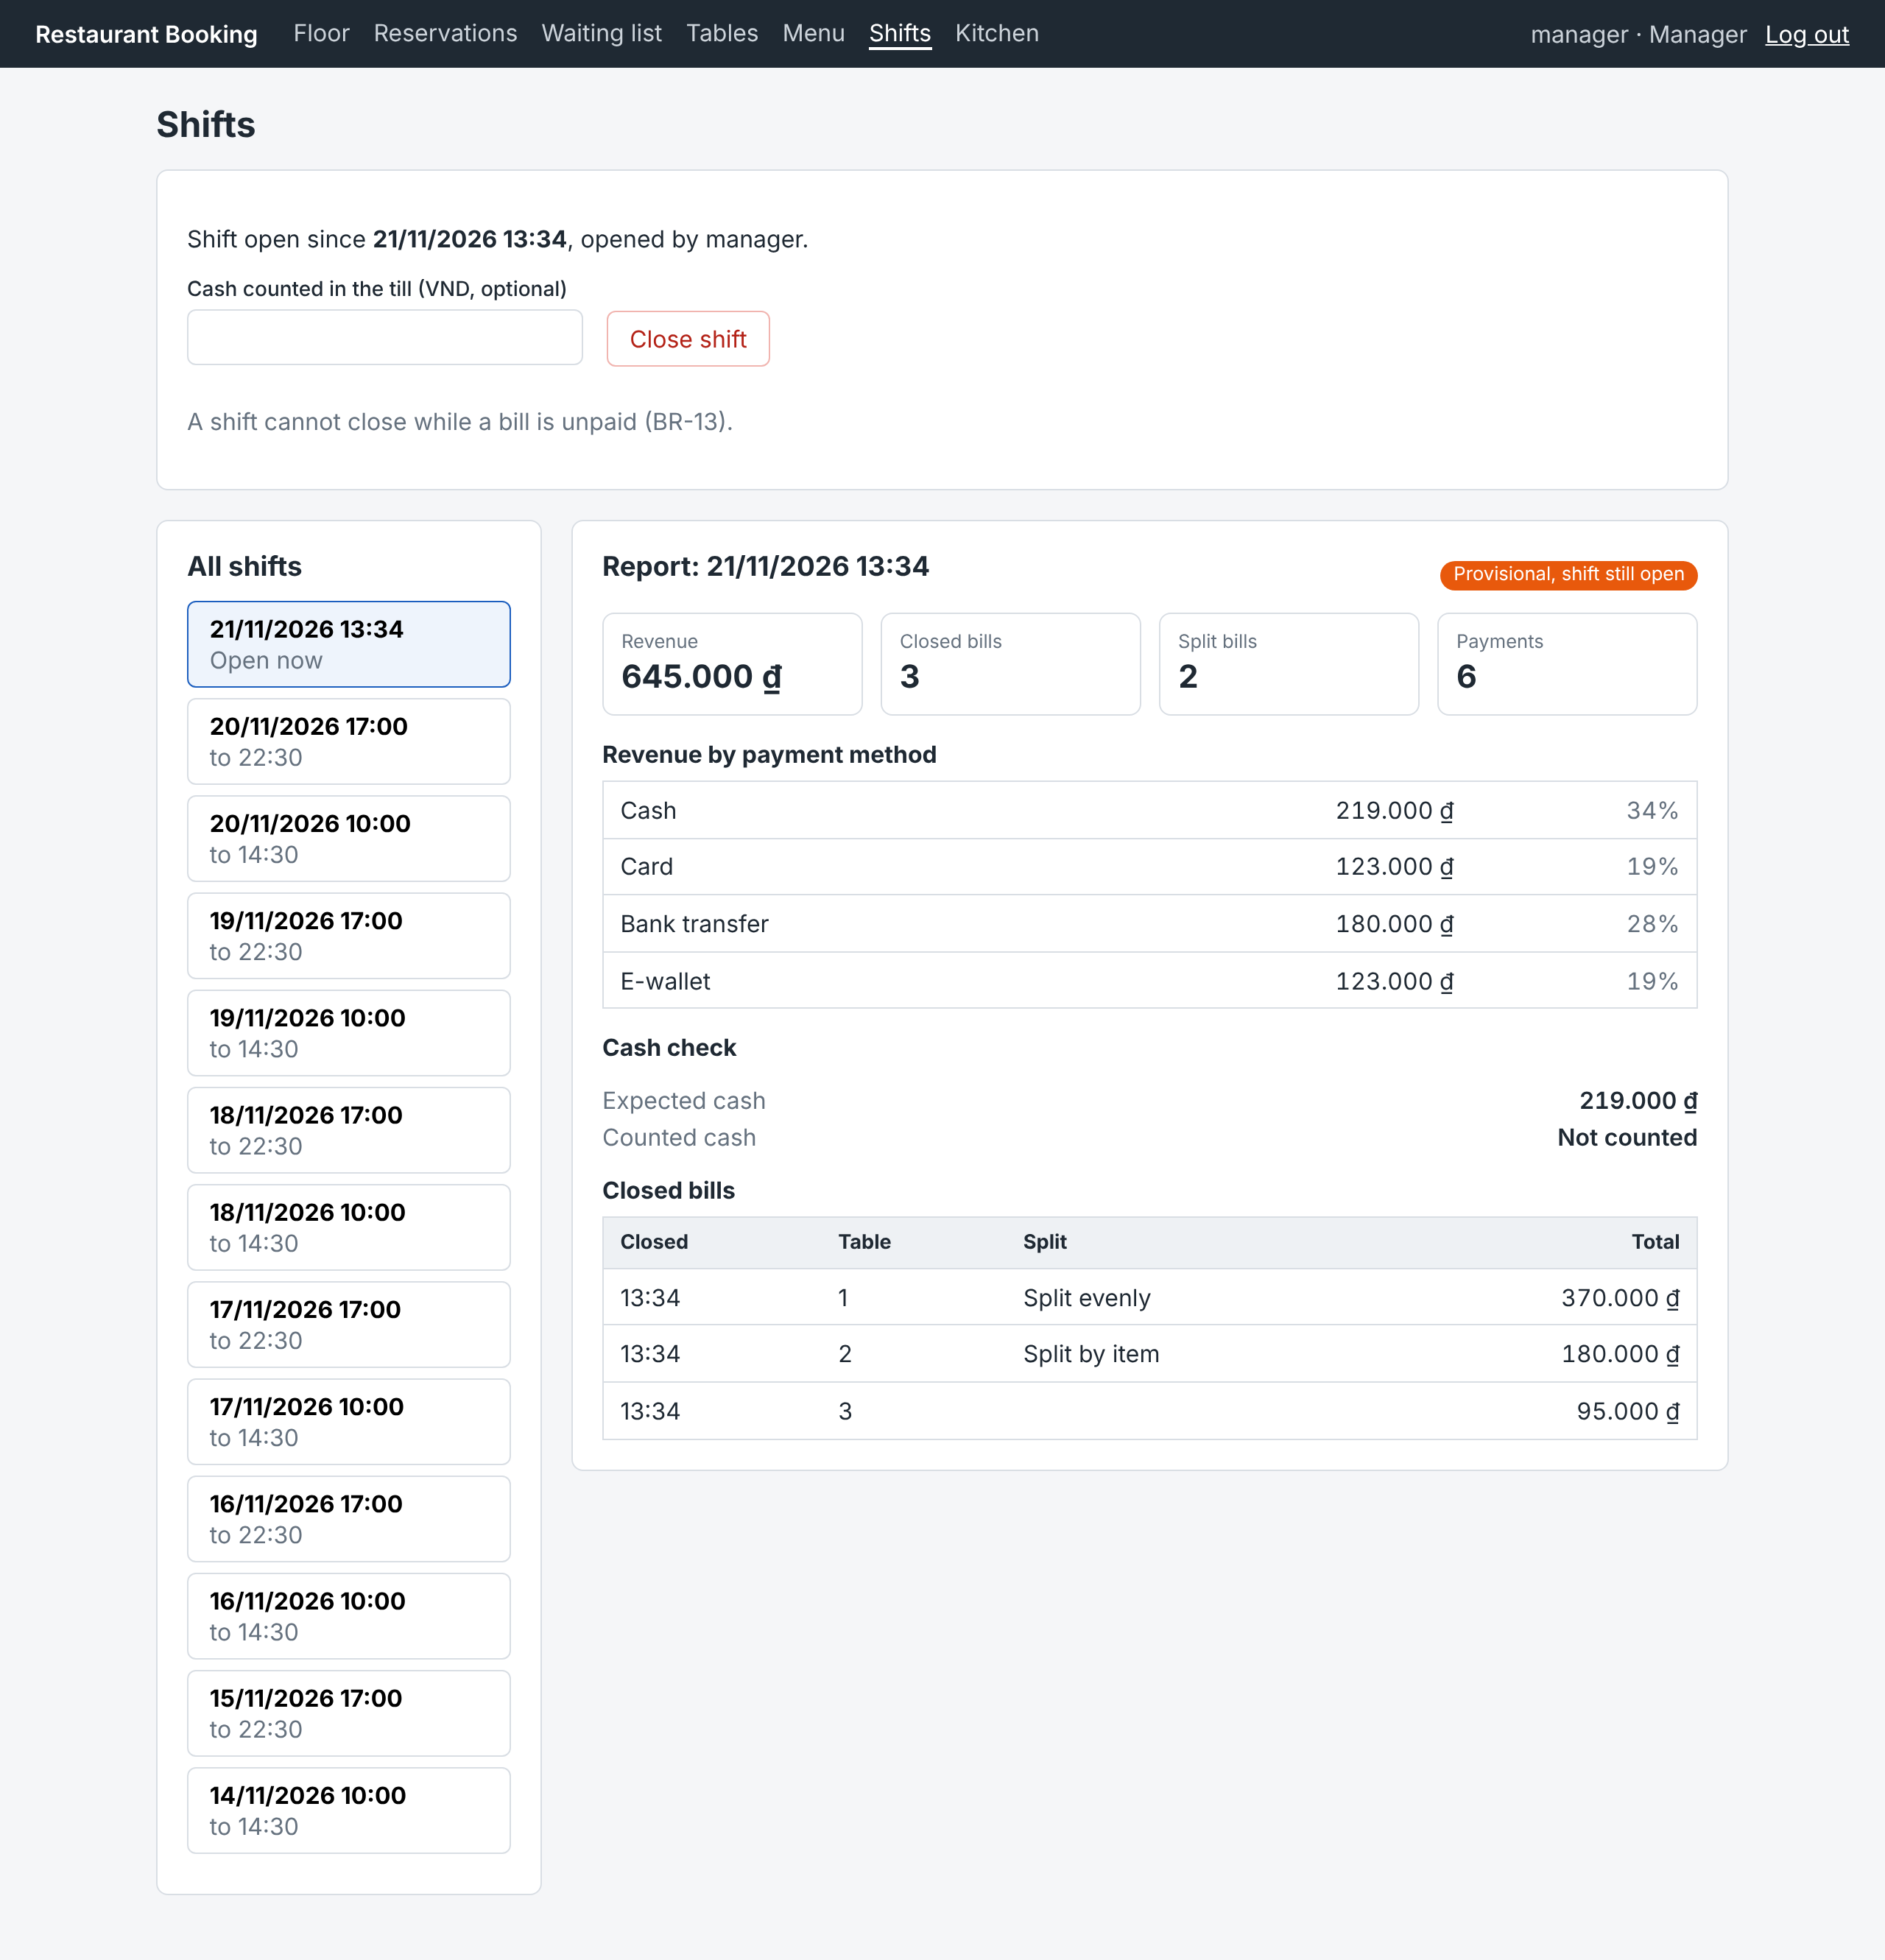 Restaurant Booking Floor Reservations Waiting list Tables Menu Shifts Kitchen manager · Manager Log out
Shifts
Shift open since 21/11/2026 13:34, opened by manager.
Cash counted in the till (VND, optional)
Close shift
A shift cannot close while a bill is unpaid (BR-13).
All shifts
21/11/2026 13:34
Open now
20/11/2026 17:00
to 22:30
20/11/2026 10:00
to 14:30
19/11/2026 17:00
to 22:30
19/11/2026 10:00
to 14:30
18/11/2026 17:00
to 22:30
18/11/2026 10:00
to 14:30
17/11/2026 17:00
to 22:30
17/11/2026 10:00
to 14:30
16/11/2026 17:00
to 22:30
16/11/2026 10:00
to 14:30
15/11/2026 17:00
to 22:30
14/11/2026 10:00
to 14:30
Report: 21/11/2026 13:34
Provisional, shift still open
Revenue
645.000 ₫
Closed bills
3
Split bills
2
Payments
6
Revenue by payment method
Cash 219.000 ₫ 34%
Card 123.000 ₫ 19%
Bank transfer 180.000 ₫ 28%
E-wallet 123.000 ₫ 19%
Cash check
Expected cash 219.000 ₫
Counted cash Not counted
Closed bills
Closed Table Split Total
13:34 1 Split evenly 370.000 ₫
13:34 2 Split by item 180.000 ₫
13:34 3 95.000 ₫